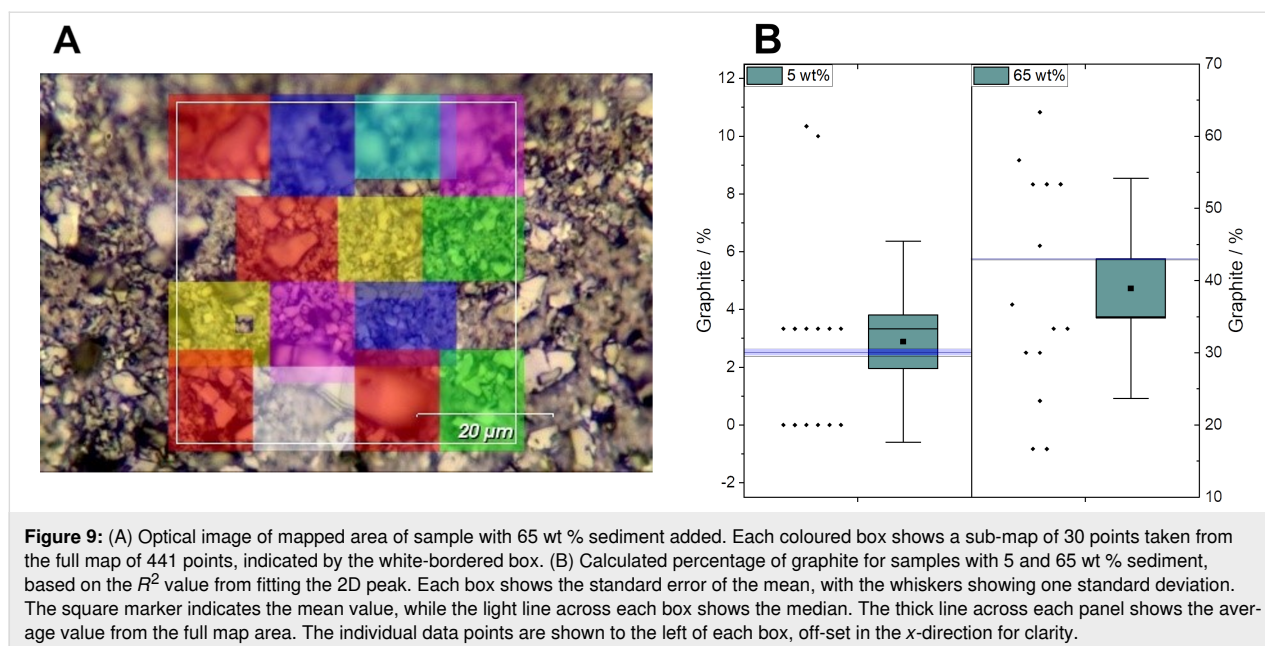 A
B
20 µm
5 wt%
65 wt%
12
10
8
6
4
2
0
-2
Graphite / %
70
60
50
40
30
20
10
Graphite / %
Figure 9: (A) Optical image of mapped area of sample with 65 wt % sediment added. Each coloured box shows a sub-map of 30 points taken from
the full map of 441 points, indicated by the white-bordered box. (B) Calculated percentage of graphite for samples with 5 and 65 wt % sediment,
based on the R² value from fitting the 2D peak. Each box shows the standard error of the mean, with the whiskers showing one standard deviation.
The square marker indicates the mean value, while the light line across each box shows the median. The thick line across each panel shows the aver-
age value from the full map area. The individual data points are shown to the left of each box, off-set in the x-direction for clarity.